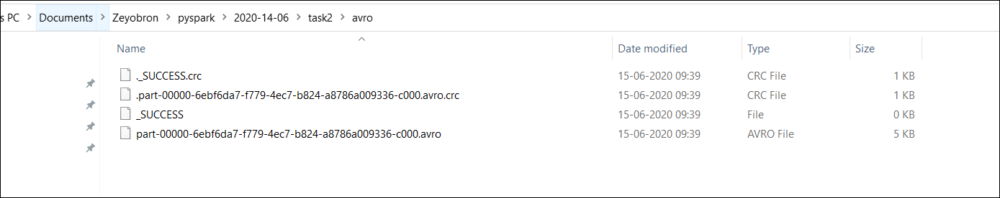 s PC > Documents > Zeyobron > pyspark > 2020-14-06 > task2 > avro
Name Date modified Type Size
._SUCCESS.crc 15-06-2020 09:39 CRC File 1 KB
.part-00000-6ebf6da7-f779-4ec7-b824-a8786a009336-c000.avro.crc 15-06-2020 09:39 CRC File 1 KB
_SUCCESS 15-06-2020 09:39 File 0 KB
part-00000-6ebf6da7-f779-4ec7-b824-a8786a009336-c000.avro 15-06-2020 09:39 AVRO File 5 KB